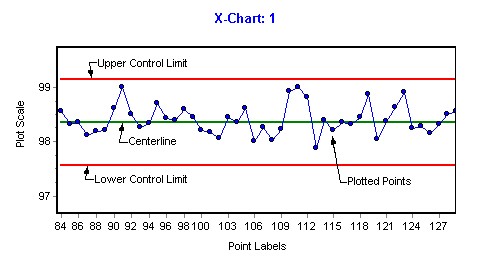 X-Chart: 1
Upper Control Limit
99
Plot Scale
98
Centerline
Lower Control Limit
Plotted Points
97
84 86 88 90 92 94 96 98 100 103 106 109 112 115 118 121 124 127
Point Labels